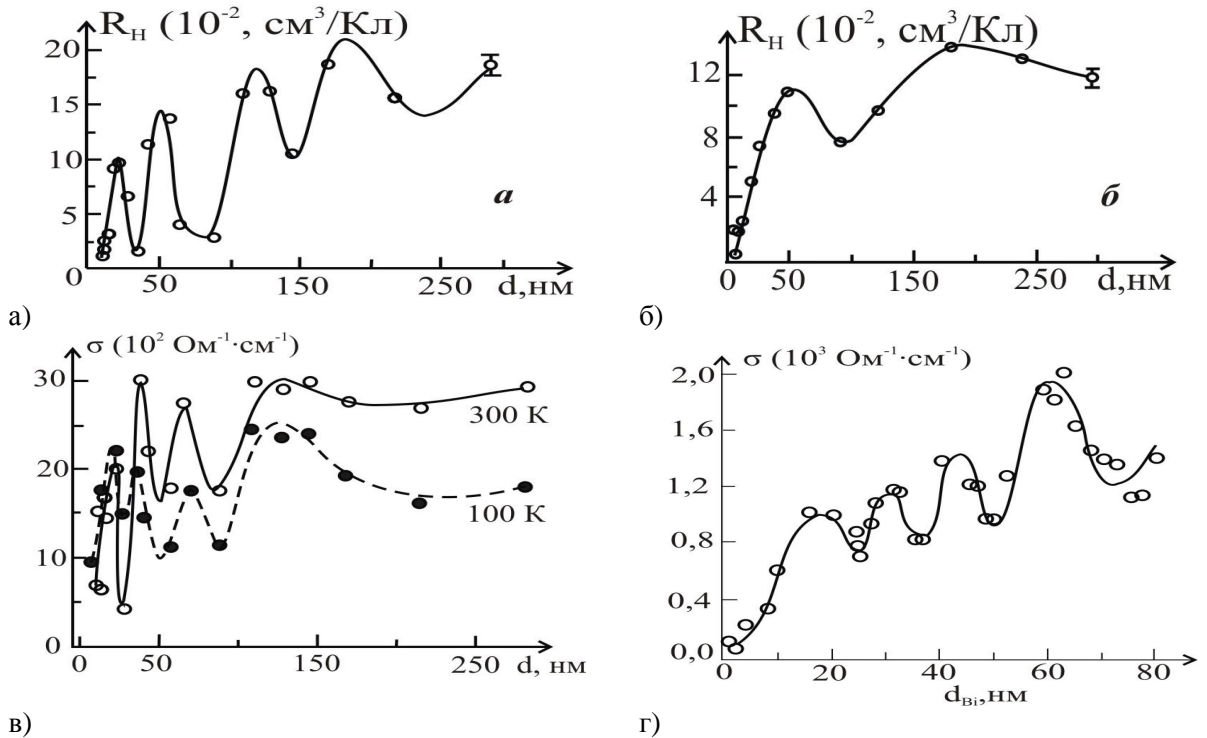 R_H (10⁻², см³/Кл)
20
15
10
5
0
50
150
250
d,нм
а
а)
R_H (10⁻², см³/Кл)
12
8
4
0
50
150
250
d,нм
б
б)
σ (10² Ом⁻¹·см⁻¹)
30
20
10
0
0
50
150
250
d, нм
300 К
100 К
в)
σ (10³ Ом⁻¹·см⁻¹)
2,0
1,6
1,2
0,8
0,4
0,0
0
20
40
60
80
d_Bi,нм
г)